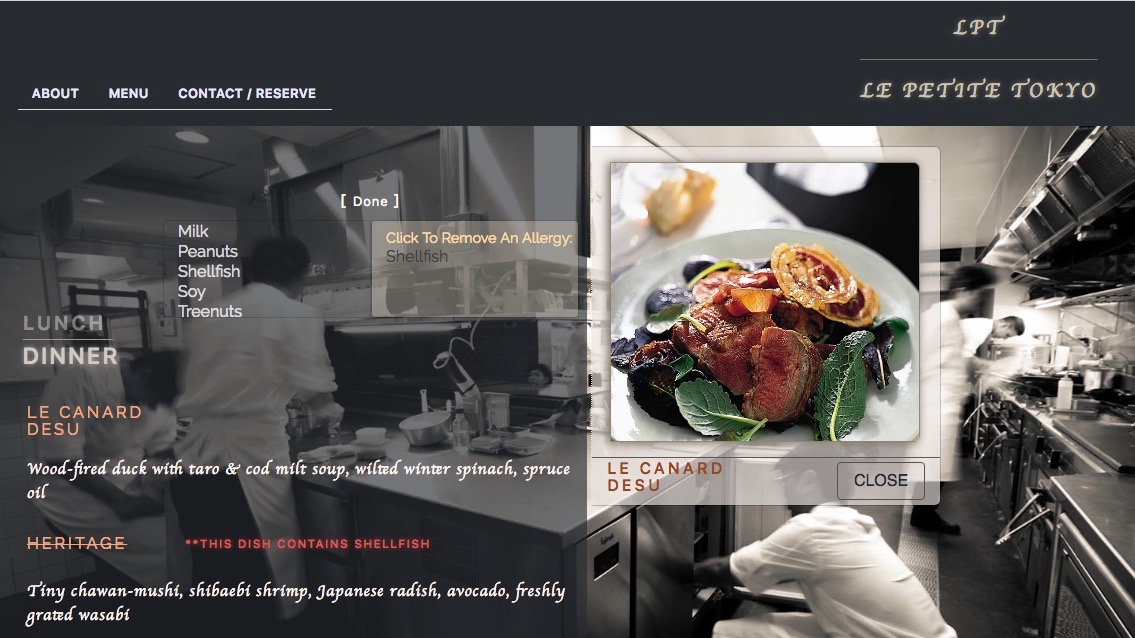 LPT
LE PETITE TOKYO
ABOUT MENU CONTACT / RESERVE
[ Done ]
Milk
Peanuts
Shellfish
Soy
Treenuts
Click To Remove An Allergy:
Shellfish
LUNCH
DINNER
LE CANARD
DESU
Wood-fired duck with taro & cod milt soup, wilted winter spinach, spruce
oil
HERITAGE
**THIS DISH CONTAINS SHELLFISH
Tiny chawan-mushi, shibaebi shrimp, Japanese radish, avocado, freshly
grated wasabi
LE CANARD
DESU
CLOSE